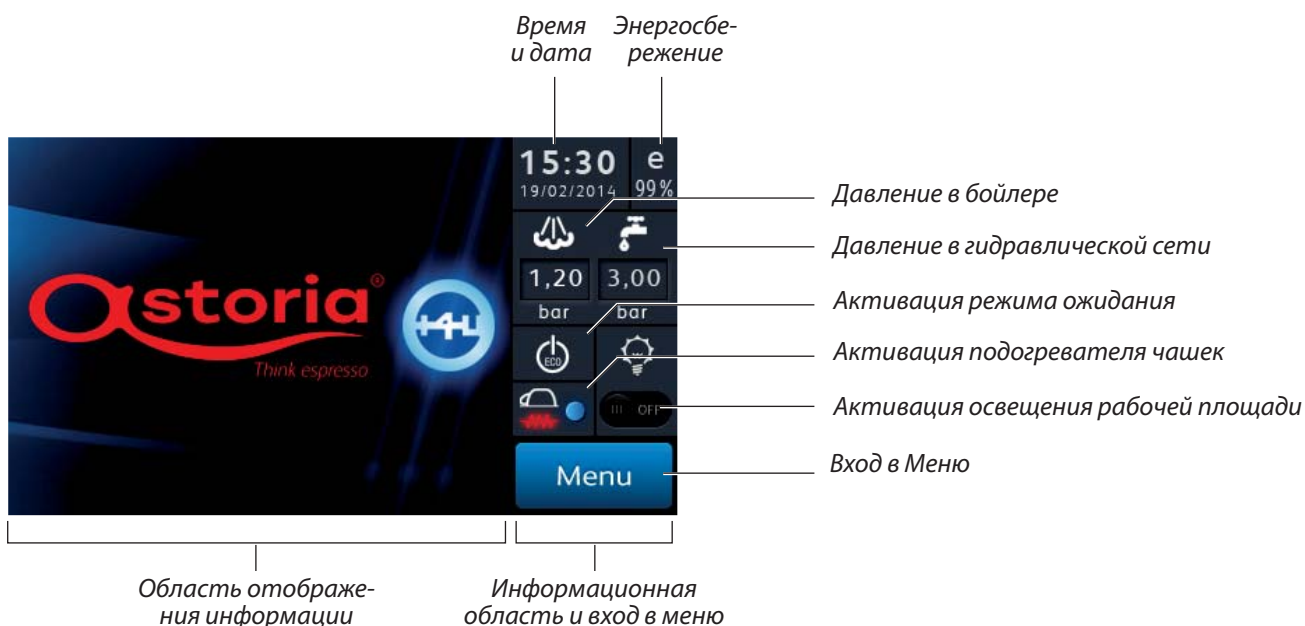 Время
и дата
Энергосбе-
режение
15:30
19/02/2014
e
99%
Давление в бойлере
Давление в гидравлической сети
1,20
3,00
bar
bar
Активация режима ожидания
ECO
Активация подогревателя чашек
astoria®
+4U
Think espresso
OFF
Активация освещения рабочей площади
Menu
Вход в Меню
Область отображе-
ния информации
Информационная
область и вход в меню